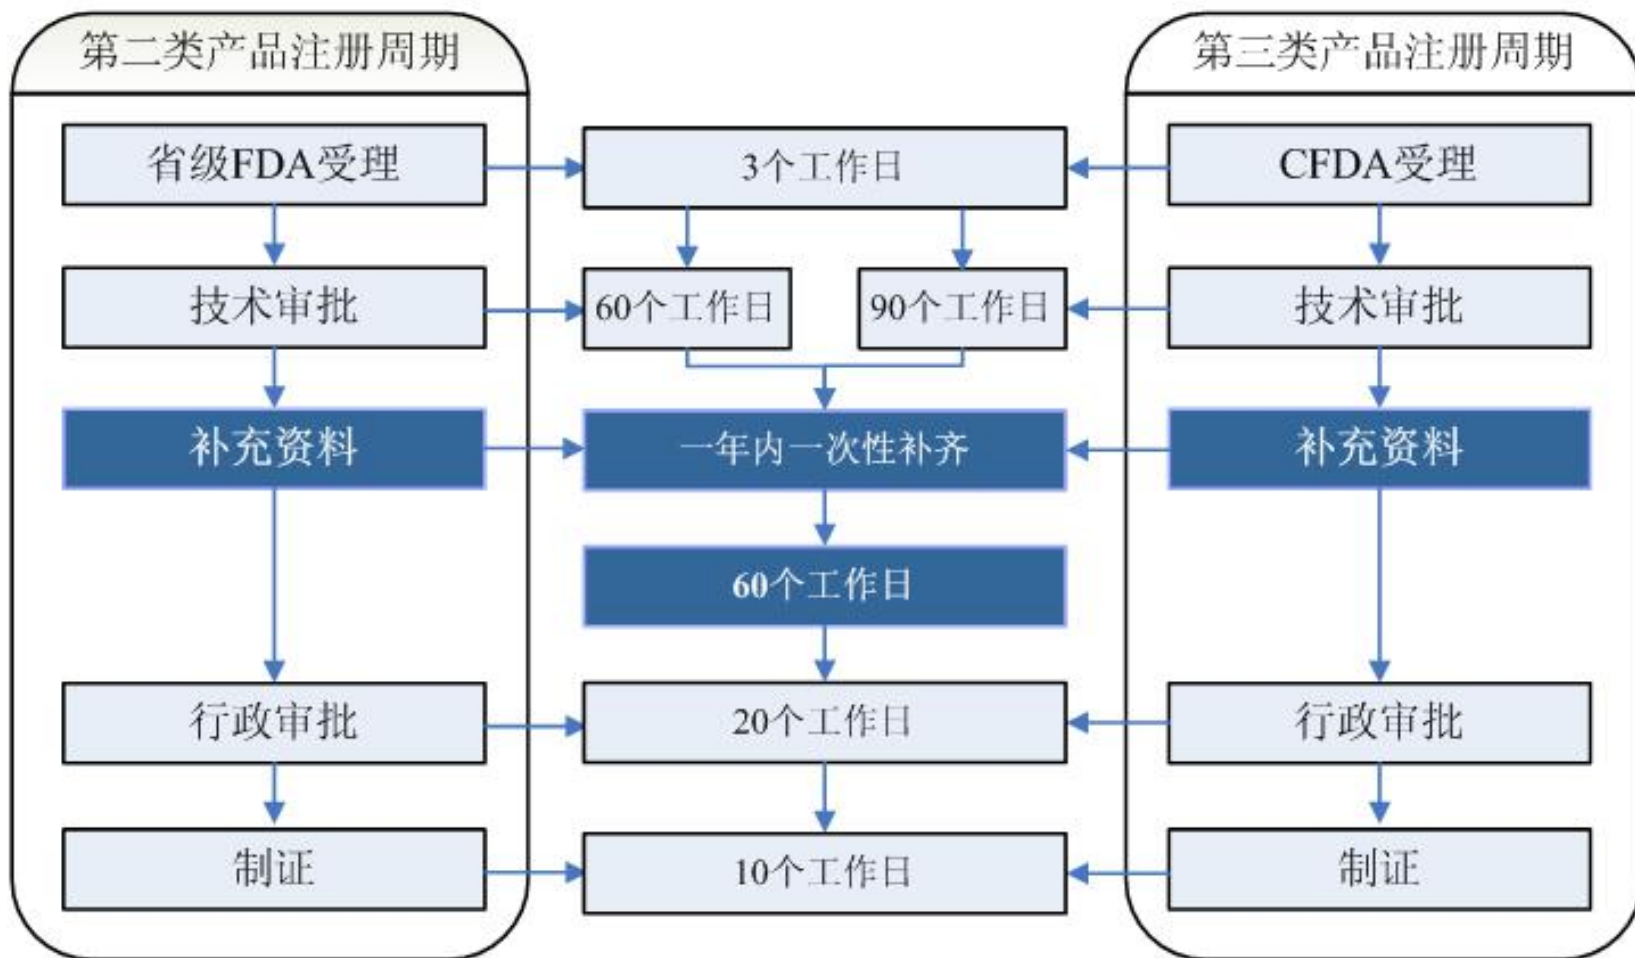 第二类产品注册周期
第三类产品注册周期
省级FDA受理
3个工作日
CFDA受理
技术审批
60个工作日
90个工作日
技术审批
补充资料
一年内一次性补齐
补充资料
60个工作日
行政审批
20个工作日
行政审批
制证
10个工作日
制证